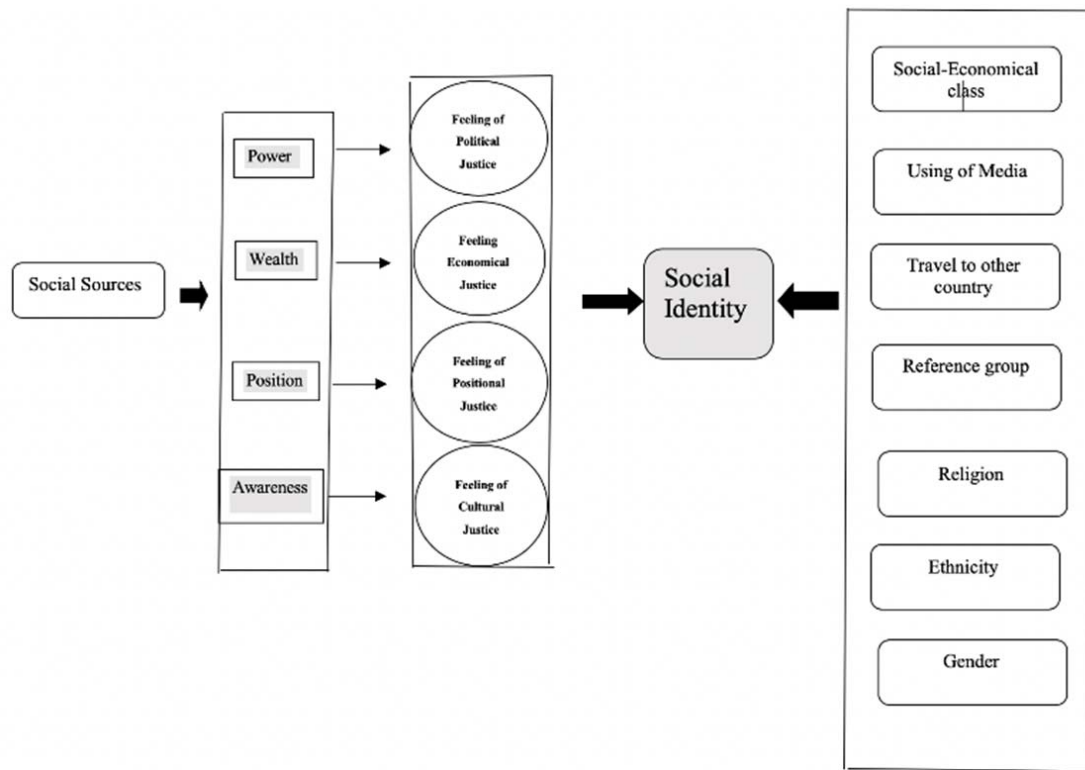 Social Sources
Power
Wealth
Position
Awareness
Feeling of
Political
Justice
Feeling
Economical
Justice
Feeling of
Positional
Justice
Feeling of
Cultural
Justice
Social
Identity
Social-Economical
class
Using of Media
Travel to other
country
Reference group
Religion
Ethnicity
Gender